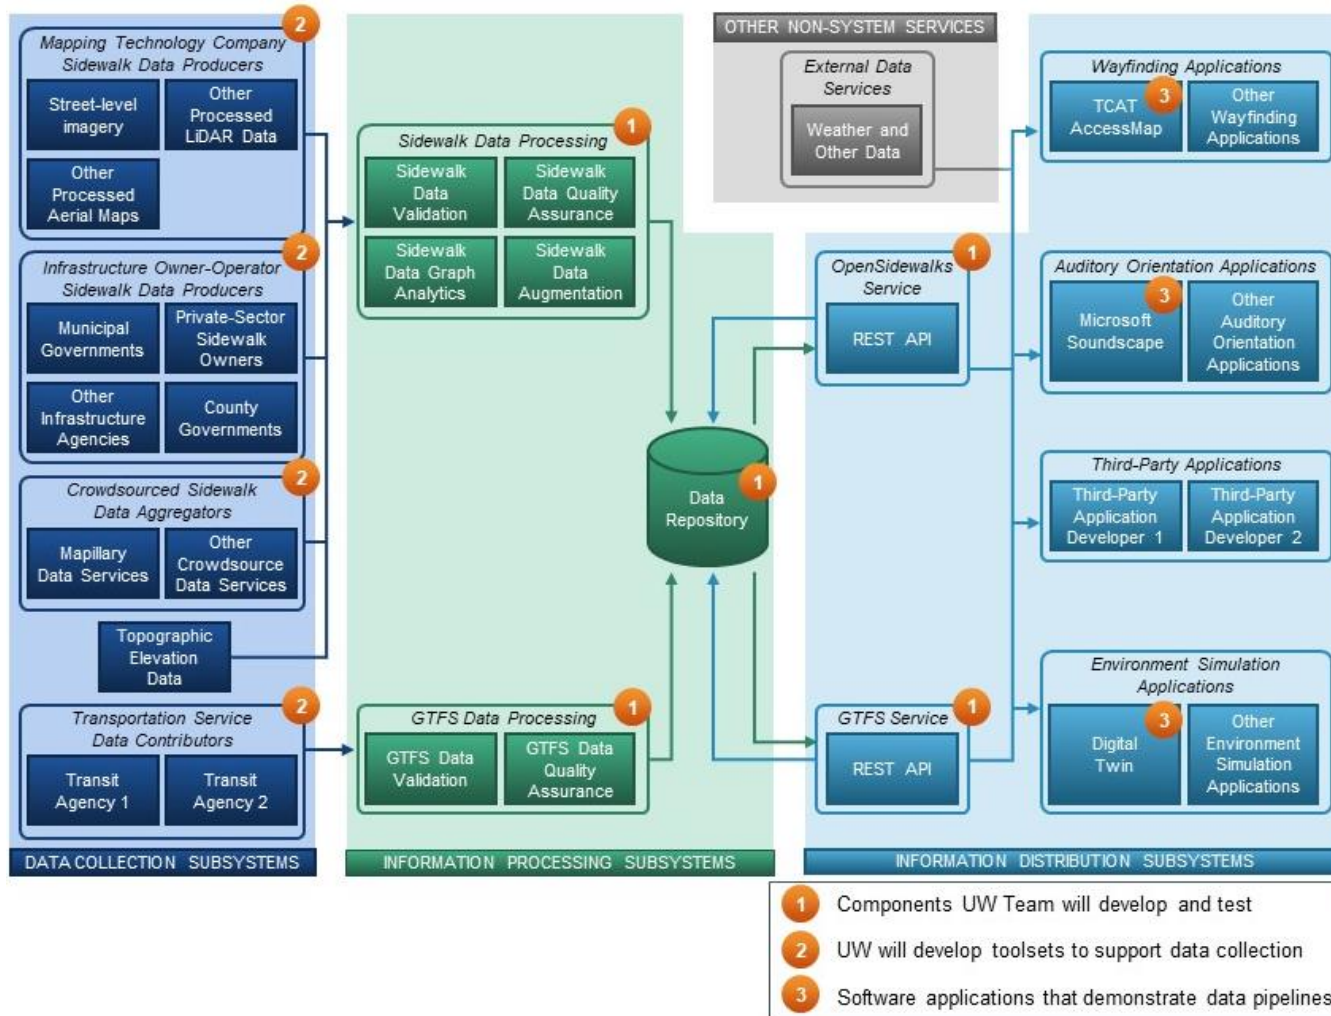 2
Mapping Technology Company
Sidewalk Data Producers
Street-level
imagery
Other
Processed
LiDAR Data
Other
Processed
Aerial Maps
2
Infrastructure Owner-Operator
Sidewalk Data Producers
Municipal
Governments
Private-Sector
Sidewalk
Owners
Other
Infrastructure
Agencies
County
Governments
2
Crowdsourced Sidewalk
Data Aggregators
Mapillary
Data Services
Other
Crowdsource
Data Services
Topographic
Elevation
Data
2
Transportation Service
Data Contributors
Transit
Agency 1
Transit
Agency 2
DATA COLLECTION SUBSYSTEMS
1
Sidewalk Data Processing
Sidewalk
Data
Validation
Sidewalk
Data Quality
Assurance
Sidewalk
Data Graph
Analytics
Sidewalk
Data
Augmentation
1
Data
Repository
1
GTFS Data Processing
GTFS Data
Validation
GTFS Data
Quality
Assurance
INFORMATION PROCESSING SUBSYSTEMS
OTHER NON-SYSTEM SERVICES
External Data
Services
Weather and
Other Data
1
OpenSidewalks
Service
REST API
1
GTFS Service
REST API
Wayfinding Applications
3
TCAT
AccessMap
Other
Wayfinding
Applications
Auditory Orientation Applications
3
Microsoft
Soundscape
Other
Auditory
Orientation
Applications
Third-Party Applications
Third-Party
Application
Developer 1
Third-Party
Application
Developer 2
Environment Simulation
Applications
3
Digital
Twin
Other
Environment
Simulation
Applications
INFORMATION DISTRIBUTION SUBSYSTEMS
1 Components UW Team will develop and test
2 UW will develop toolsets to support data collection
3 Software applications that demonstrate data pipelines